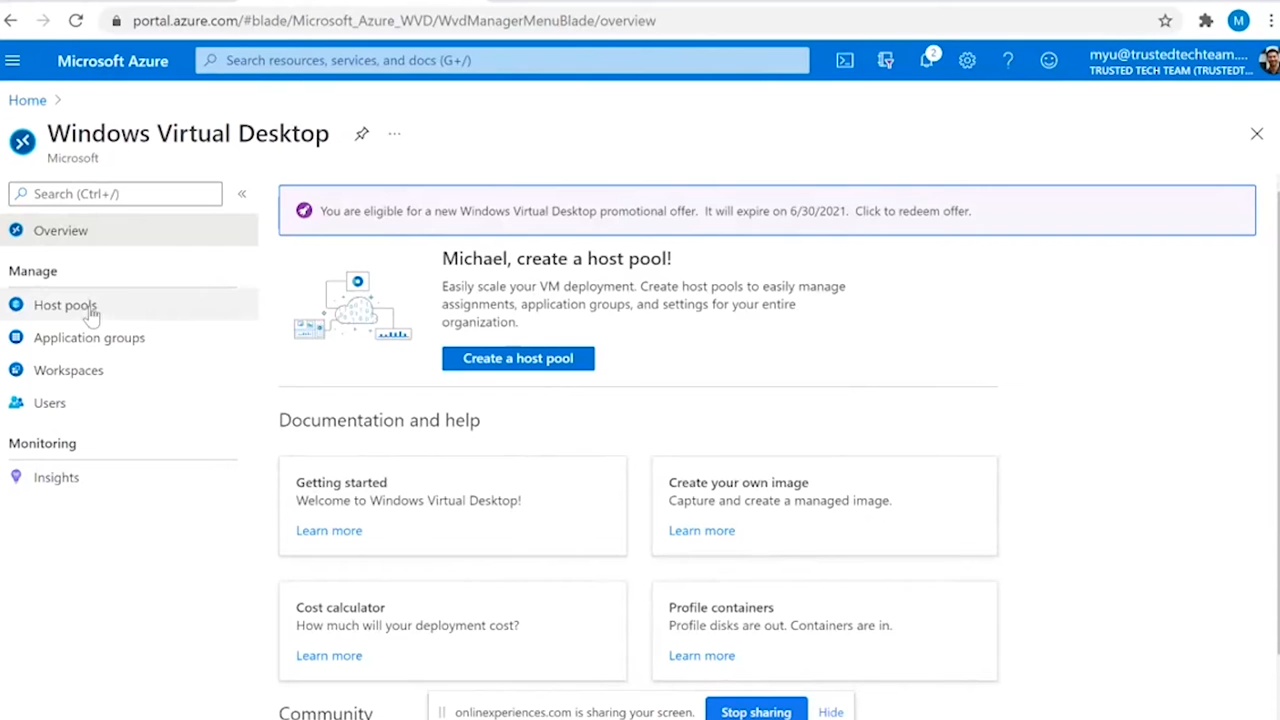 portal.azure.com/#blade/Microsoft_Azure_WVD/WvdManagerMenuBlade/overview
M
Microsoft Azure
Search resources, services, and docs (G+/)
2
myu@trustedtechteam....
TRUSTED TECH TEAM (TRUSTEDT...
Home
Windows Virtual Desktop
...
Microsoft
Search (Ctrl+/)
«
You are eligible for a new Windows Virtual Desktop promotional offer. It will expire on 6/30/2021. Click to redeem offer.
Overview
Manage
Host pools
Application groups
Workspaces
Users
Monitoring
Insights
Michael, create a host pool!
Easily scale your VM deployment. Create host pools to easily manage
assignments, application groups, and settings for your entire
organization.
Create a host pool
Documentation and help
Getting started
Welcome to Windows Virtual Desktop!
Learn more
Create your own image
Capture and create a managed image.
Learn more
Cost calculator
How much will your deployment cost?
Learn more
Profile containers
Profile disks are out. Containers are in.
Learn more
Community
onlinexperiences.com is sharing your screen.
Stop sharing
Hide